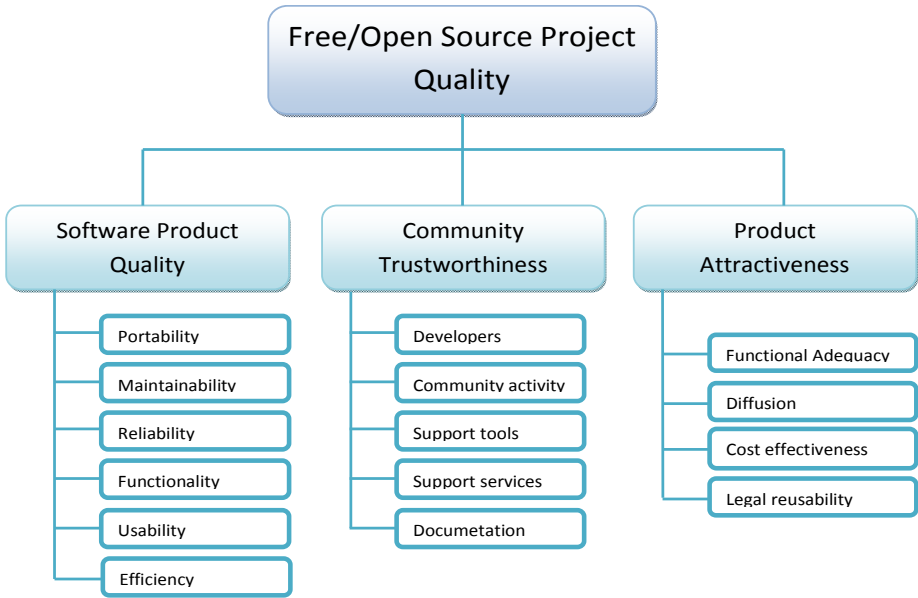 Free/Open Source Project
Quality
Software Product
Quality
Portability
Maintainability
Reliability
Functionality
Usability
Efficiency
Community
Trustworthiness
Developers
Community activity
Support tools
Support services
Documetation
Product
Attractiveness
Functional Adequacy
Diffusion
Cost effectiveness
Legal reusability